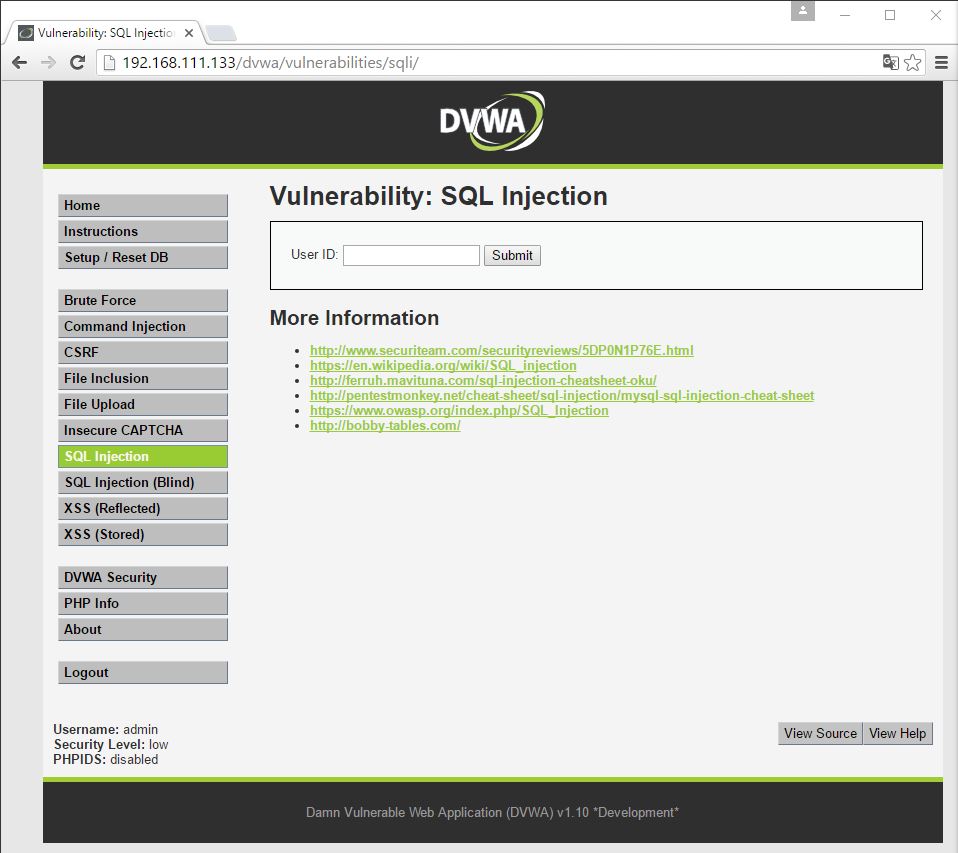 Vulnerability: SQL Injectio
192.168.111.133/dvwa/vulnerabilities/sqli/
DVWA
Home
Instructions
Setup / Reset DB
Brute Force
Command Injection
CSRF
File Inclusion
File Upload
Insecure CAPTCHA
SQL Injection
SQL Injection (Blind)
XSS (Reflected)
XSS (Stored)
DVWA Security
PHP Info
About
Logout
Vulnerability: SQL Injection
User ID: Submit
More Information
http://www.securiteam.com/securityreviews/5DP0N1P76E.html
https://en.wikipedia.org/wiki/SQL_injection
http://ferruh.mavituna.com/sql-injection-cheatsheet-oku/
http://pentestmonkey.net/cheat-sheet/sql-injection/mysql-sql-injection-cheat-sheet
https://www.owasp.org/index.php/SQL_Injection
http://bobby-tables.com/
Username: admin
Security Level: low
PHPIDS: disabled
View Source View Help
Damn Vulnerable Web Application (DVWA) v1.10 *Development*